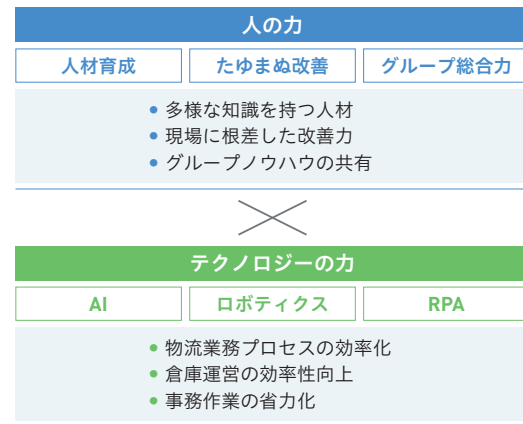 人の力
人材育成 たゆまぬ改善 グループ総合力
• 多様な知識を持つ人材
• 現場に根差した改善力
• グループノウハウの共有
テクノロジーの力
AI ロボティクス RPA
• 物流業務プロセスの効率化
• 倉庫運営の効率性向上
• 事務作業の省力化